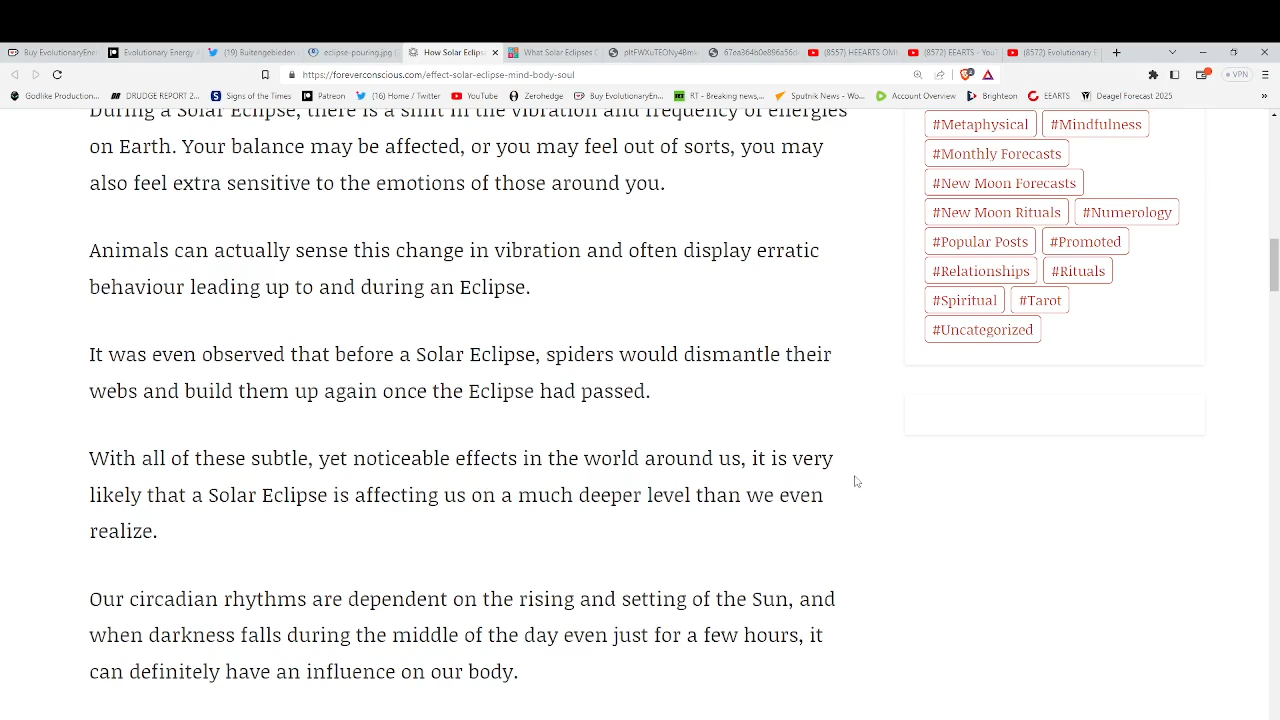 Buy EvolutionaryEner
Evolutionary Energy A
(19) Buitengebieden
eclipse-pouring.jpg (
How Solar Eclipse
What Solar Eclipses
pltFWXuTEONy4Bmk
67ea364b0e896a56d
(8557) HEEARTS OMI
(8572) EEARTS - YouT
(8572) Evolutionary E
https://foreverconscious.com/effect-solar-eclipse-mind-body-soul
VPN
Godlike Production...
DRUDGE REPORT 2...
Signs of the Times
Patreon
(16) Home / Twitter
YouTube
Zerohedge
Buy EvolutionaryEn...
RT - Breaking news,...
Sputnik News - Wo...
Account Overview
Brighteon
EEARTS
Deagel Forecast 2025
During a Solar Eclipse, there is a shift in the vibration and frequency of energies
on Earth. Your balance may be affected, or you may feel out of sorts, you may
also feel extra sensitive to the emotions of those around you.
Animals can actually sense this change in vibration and often display erratic
behaviour leading up to and during an Eclipse.
It was even observed that before a Solar Eclipse, spiders would dismantle their
webs and build them up again once the Eclipse had passed.
With all of these subtle, yet noticeable effects in the world around us, it is very
likely that a Solar Eclipse is affecting us on a much deeper level than we even
realize.
Our circadian rhythms are dependent on the rising and setting of the Sun, and
when darkness falls during the middle of the day even just for a few hours, it
can definitely have an influence on our body.
#Metaphysical #Mindfulness
#Monthly Forecasts
#New Moon Forecasts
#New Moon Rituals #Numerology
#Popular Posts #Promoted
#Relationships #Rituals
#Spiritual #Tarot
#Uncategorized